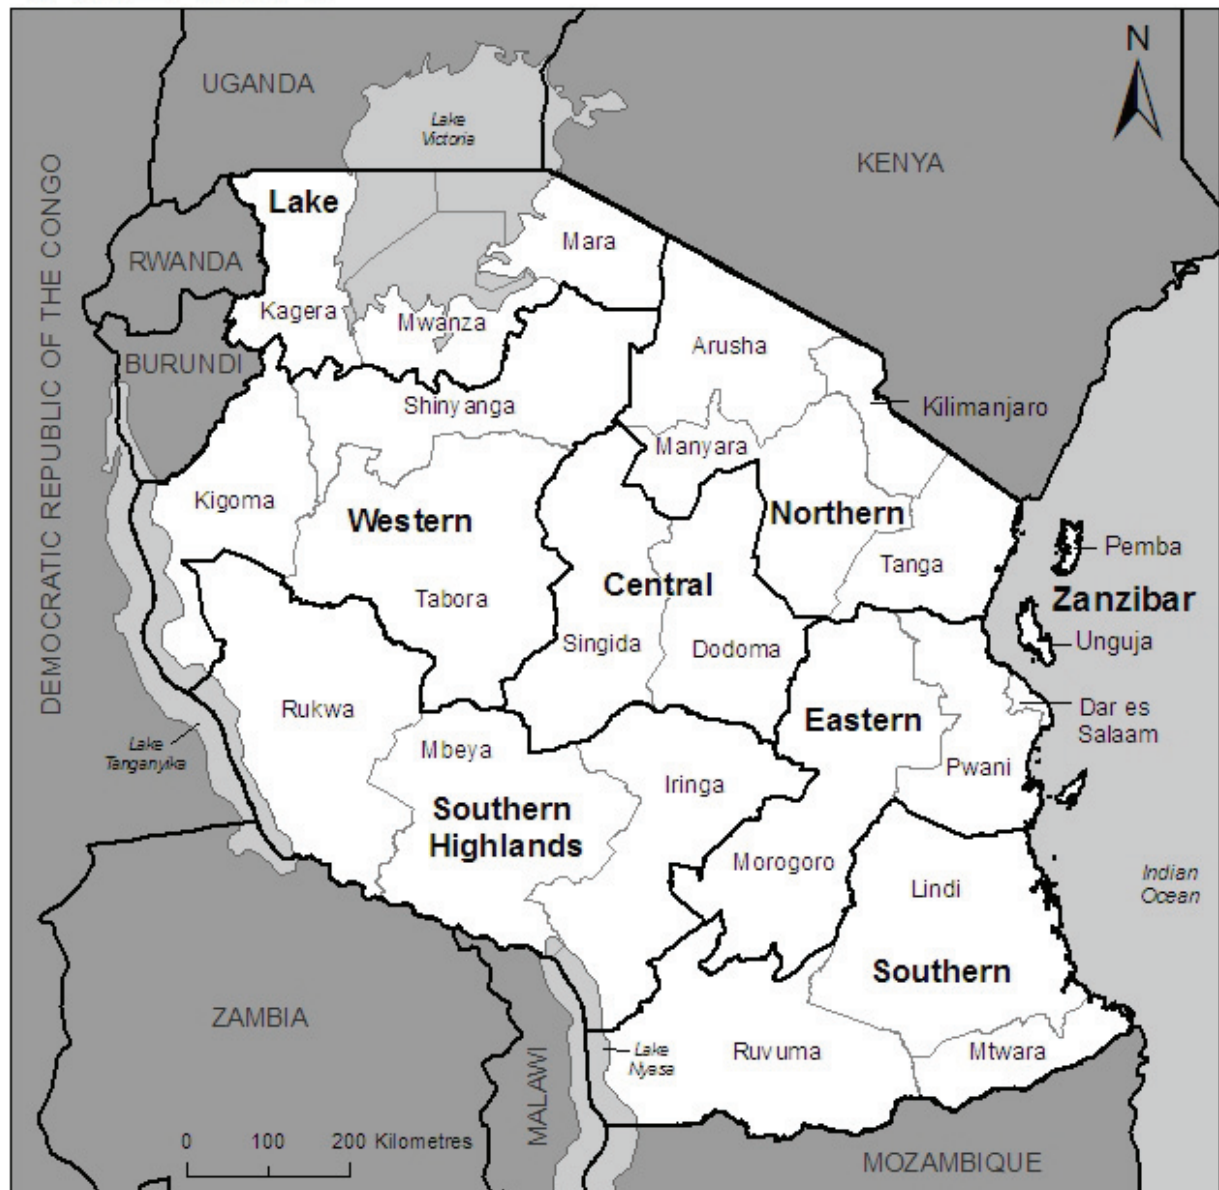 N
UGANDA
Lake
Victoria
KENYA
DEMOCRATIC REPUBLIC OF THE CONGO
Lake
Mara
RWANDA
Kagera
Mwanza
BURUNDI
Arusha
Shinyanga
Kilimanjaro
Manyara
Kigoma
Western
Northern
Pemba
Tanga
Central
Tabora
Zanzibar
Singida
Dodoma
Unguja
Rukwa
Eastern
Dar es
Salaam
Lake
Tanganyika
Mbeya
Iringa
Pwani
Southern
Highlands
Morogoro
Lindi
Indian
Ocean
Southern
ZAMBIA
Ruvuma
Mtwara
Lake
Nyasa
MALAWI
0 100 200 Kilometres
MOZAMBIQUE